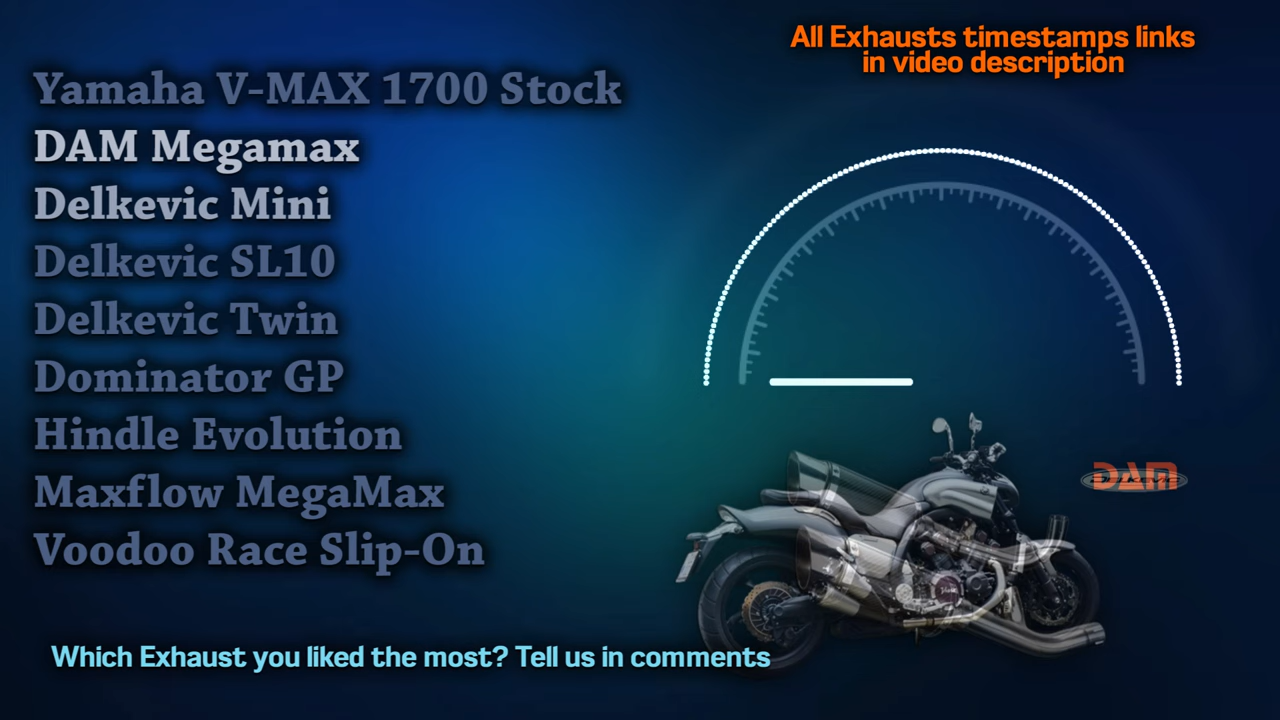 All Exhausts timestamps links
in video description
Yamaha V-MAX 1700 Stock
DAM Megamax
Delkevic Mini
Delkevic SL10
Delkevic Twin
Dominator GP
Hindle Evolution
Maxflow MegaMax
Voodoo Race Slip-On
DAM
Which Exhaust you liked the most? Tell us in comments